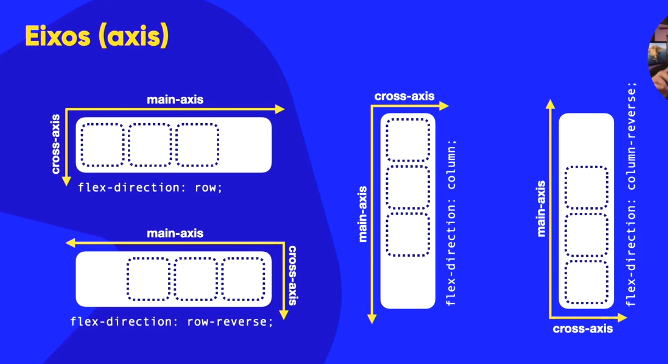 Eixos (axis)
main-axis
cross-axis
flex-direction: row;
main-axis
cross-axis
flex-direction: row-reverse;
cross-axis
main-axis
flex-direction: column;
main-axis
flex-direction: column-reverse;
cross-axis